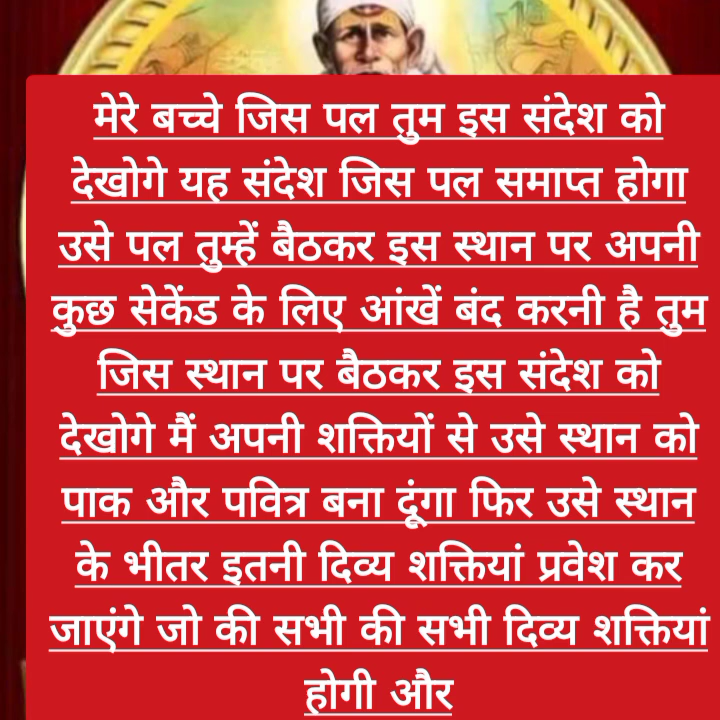 मेरे बच्चे जिस पल तुम इस संदेश को
देखोगे यह संदेश जिस पल समाप्त होगा
उसे पल तुम्हें बैठकर इस स्थान पर अपनी
कुछ सेकेंड के लिए आंखें बंद करनी है तुम
जिस स्थान पर बैठकर इस संदेश को
देखोगे मैं अपनी शक्तियों से उसे स्थान को
पाक और पवित्र बना दूंगा फिर उसे स्थान
के भीतर इतनी दिव्य शक्तियां प्रवेश कर
जाएंगे जो की सभी की सभी दिव्य शक्तियां
होगी और